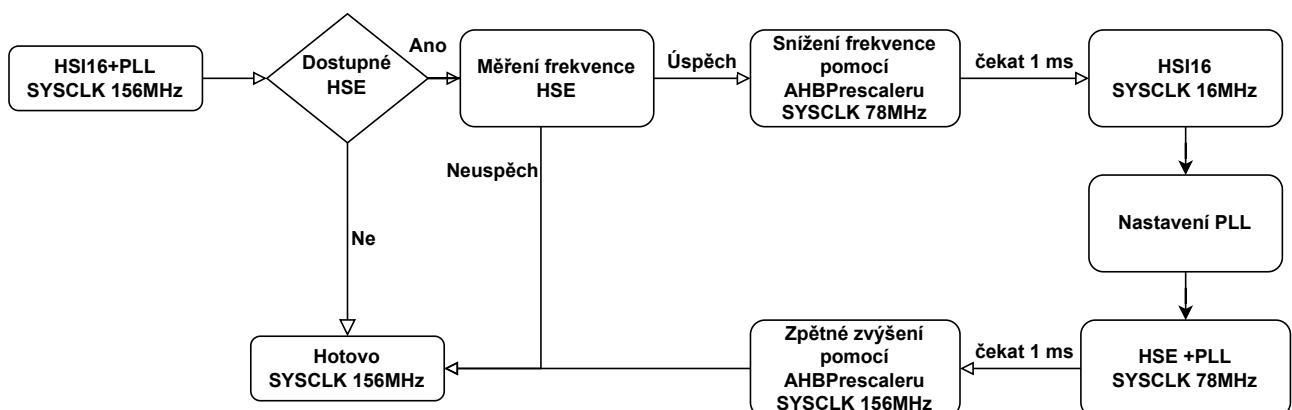 HSI16+PLL
SYSCLK 156MHz
Dostupné
HSE
Ano
Měření frekvence
HSE
Úspěch
Snížení frekvence
pomocí
AHBPrescaleru
SYSCLK 78MHz
čekat 1 ms
HSI16
SYSCLK 16MHz
Neuspěch
Nastavení PLL
Ne
Hotovo
SYSCLK 156MHz
Zpětné zvýšení
pomocí
AHBPrescaleru
SYSCLK 156MHz
čekat 1 ms
HSE +PLL
SYSCLK 78MHz